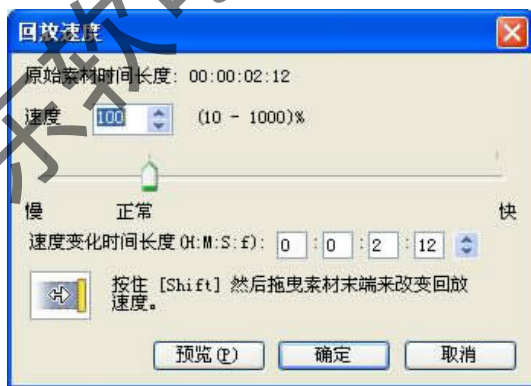 回放速度
原始素材时间长度: 00:00:02:12
速度 100 (10 - 1000)%
慢 正常 快
速度变化时间长度(H:M:S:f): 0 : 0 : 2 : 12
按住 [Shift] 然后拖曳素材末端来改变回放
速度。
预览(P) 确定 取消